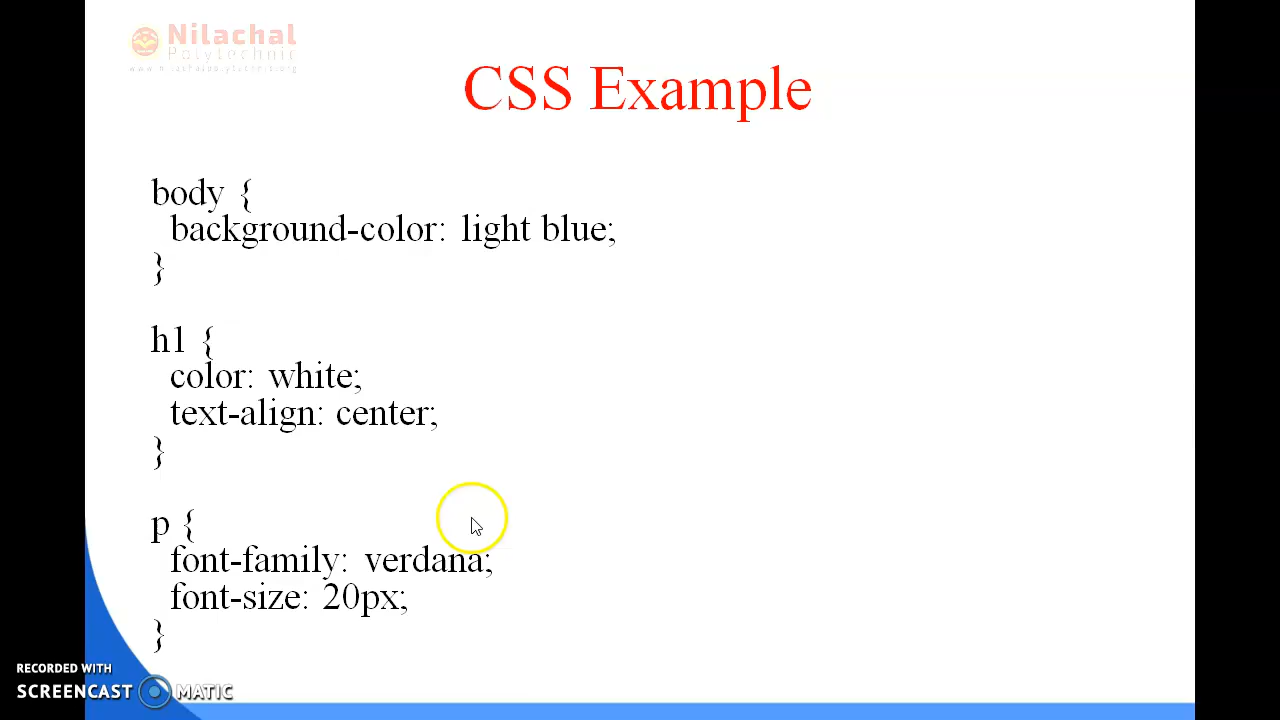 Nilachal
Polytechnic
CSS Example
body {
background-color: light blue;
}
h1 {
color: white;
text-align: center;
}
p {
font-family: verdana;
font-size: 20px;
}
RECORDED WITH
SCREENCAST MATIC